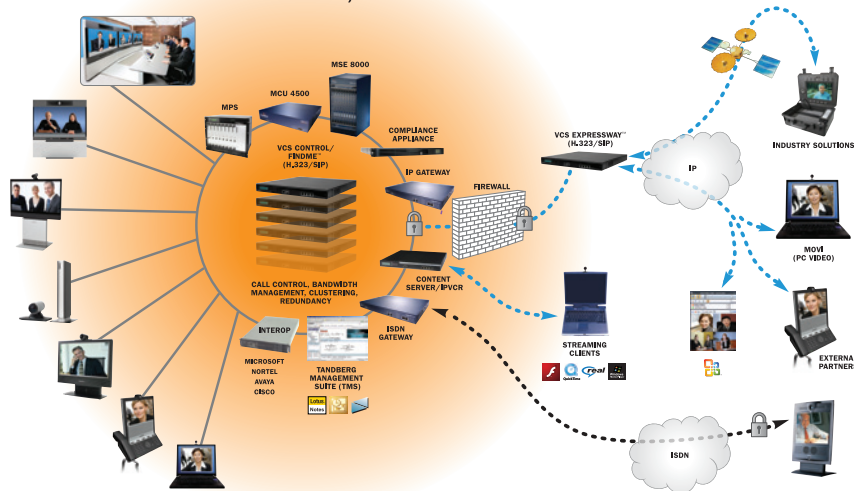 MSE 8000
MCU 4500
MPS
COMPLIANCE
APPLIANCE
VCS CONTROL/
FINDME™
(H.323/SIP)
IP GATEWAY
FIREWALL
VCS EXPRESSWAY™
(H.323/SIP)
IP
INDUSTRY SOLUTIONS
MOVI
(PC VIDEO)
CONTENT
SERVER/IPVCR
CALL CONTROL, BANDWIDTH
MANAGEMENT, CLUSTERING,
REDUNDANCY
ISDN
GATEWAY
INTEROP
MICROSOFT
NORTEL
AVAYA
CISCO
TANDBERG
MANAGEMENT
SUITE (TMS)
Lotus
Notes
STREAMING
CLIENTS
QuickTime
real
EXTERNA
PARTNER
ISDN